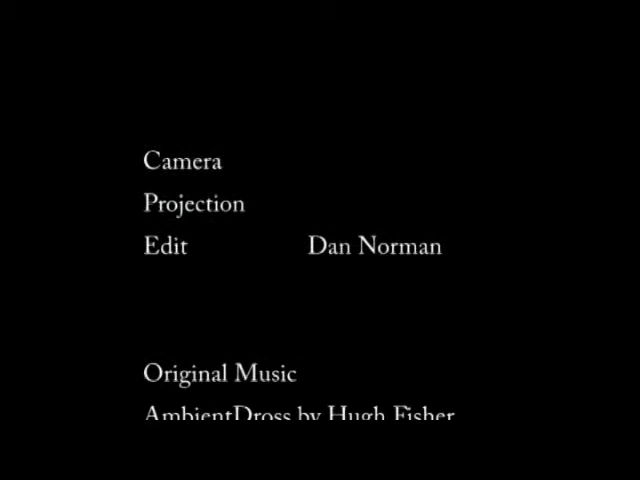 Camera
Projection
Edit Dan Norman
Original Music
AmbientDross by Hugh Fisher